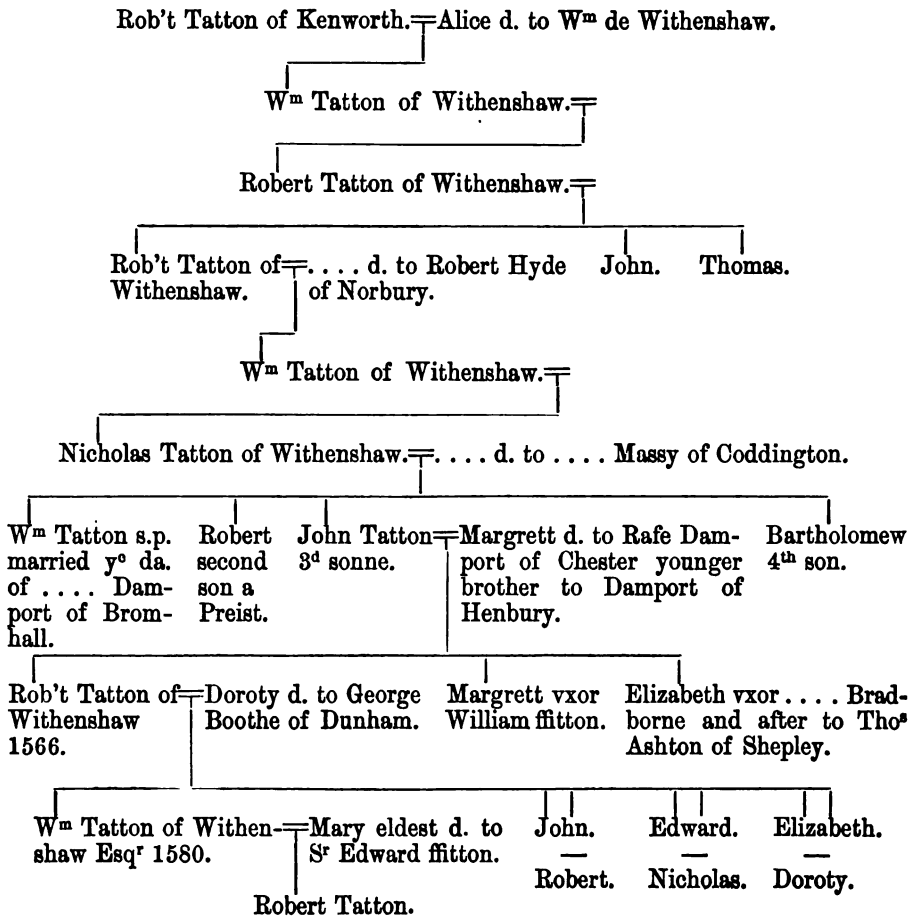 Rob't Tatton of Kenworth.=Alice d. to Wᵐ de Withenshaw.
Wᵐ Tatton of Withenshaw.=
Robert Tatton of Withenshaw.=
Rob't Tatton of=.... d. to Robert Hyde John. Thomas.
Withenshaw. of Norbury.
Wᵐ Tatton of Withenshaw.=
Nicholas Tatton of Withenshaw.=.... d. to .... Massy of Coddington.
Wᵐ Tatton s.p.
married yᵉ da.
of .... Dam-
port of Brom-
hall.
Robert
second
son a
Preist.
John Tatton=
3ᵈ sonne.
Margrett d. to Rafe Dam-
port of Chester younger
brother to Damport of
Henbury.
Bartholomew
4ᵗʰ son.
Rob't Tatton of=
Withenshaw
1566.
Doroty d. to George
Boothe of Dunham.
Margrett vxor
William ffitton.
Elizabeth vxor .... Brad-
borne and after to Thoˢ
Ashton of Shepley.
Wᵐ Tatton of Withen-=
shaw Esqʳ 1580.
Mary eldest d. to
Sʳ Edward ffitton.
John.
—
Robert.
Edward.
—
Nicholas.
Elizabeth.
—
Doroty.
Robert Tatton.